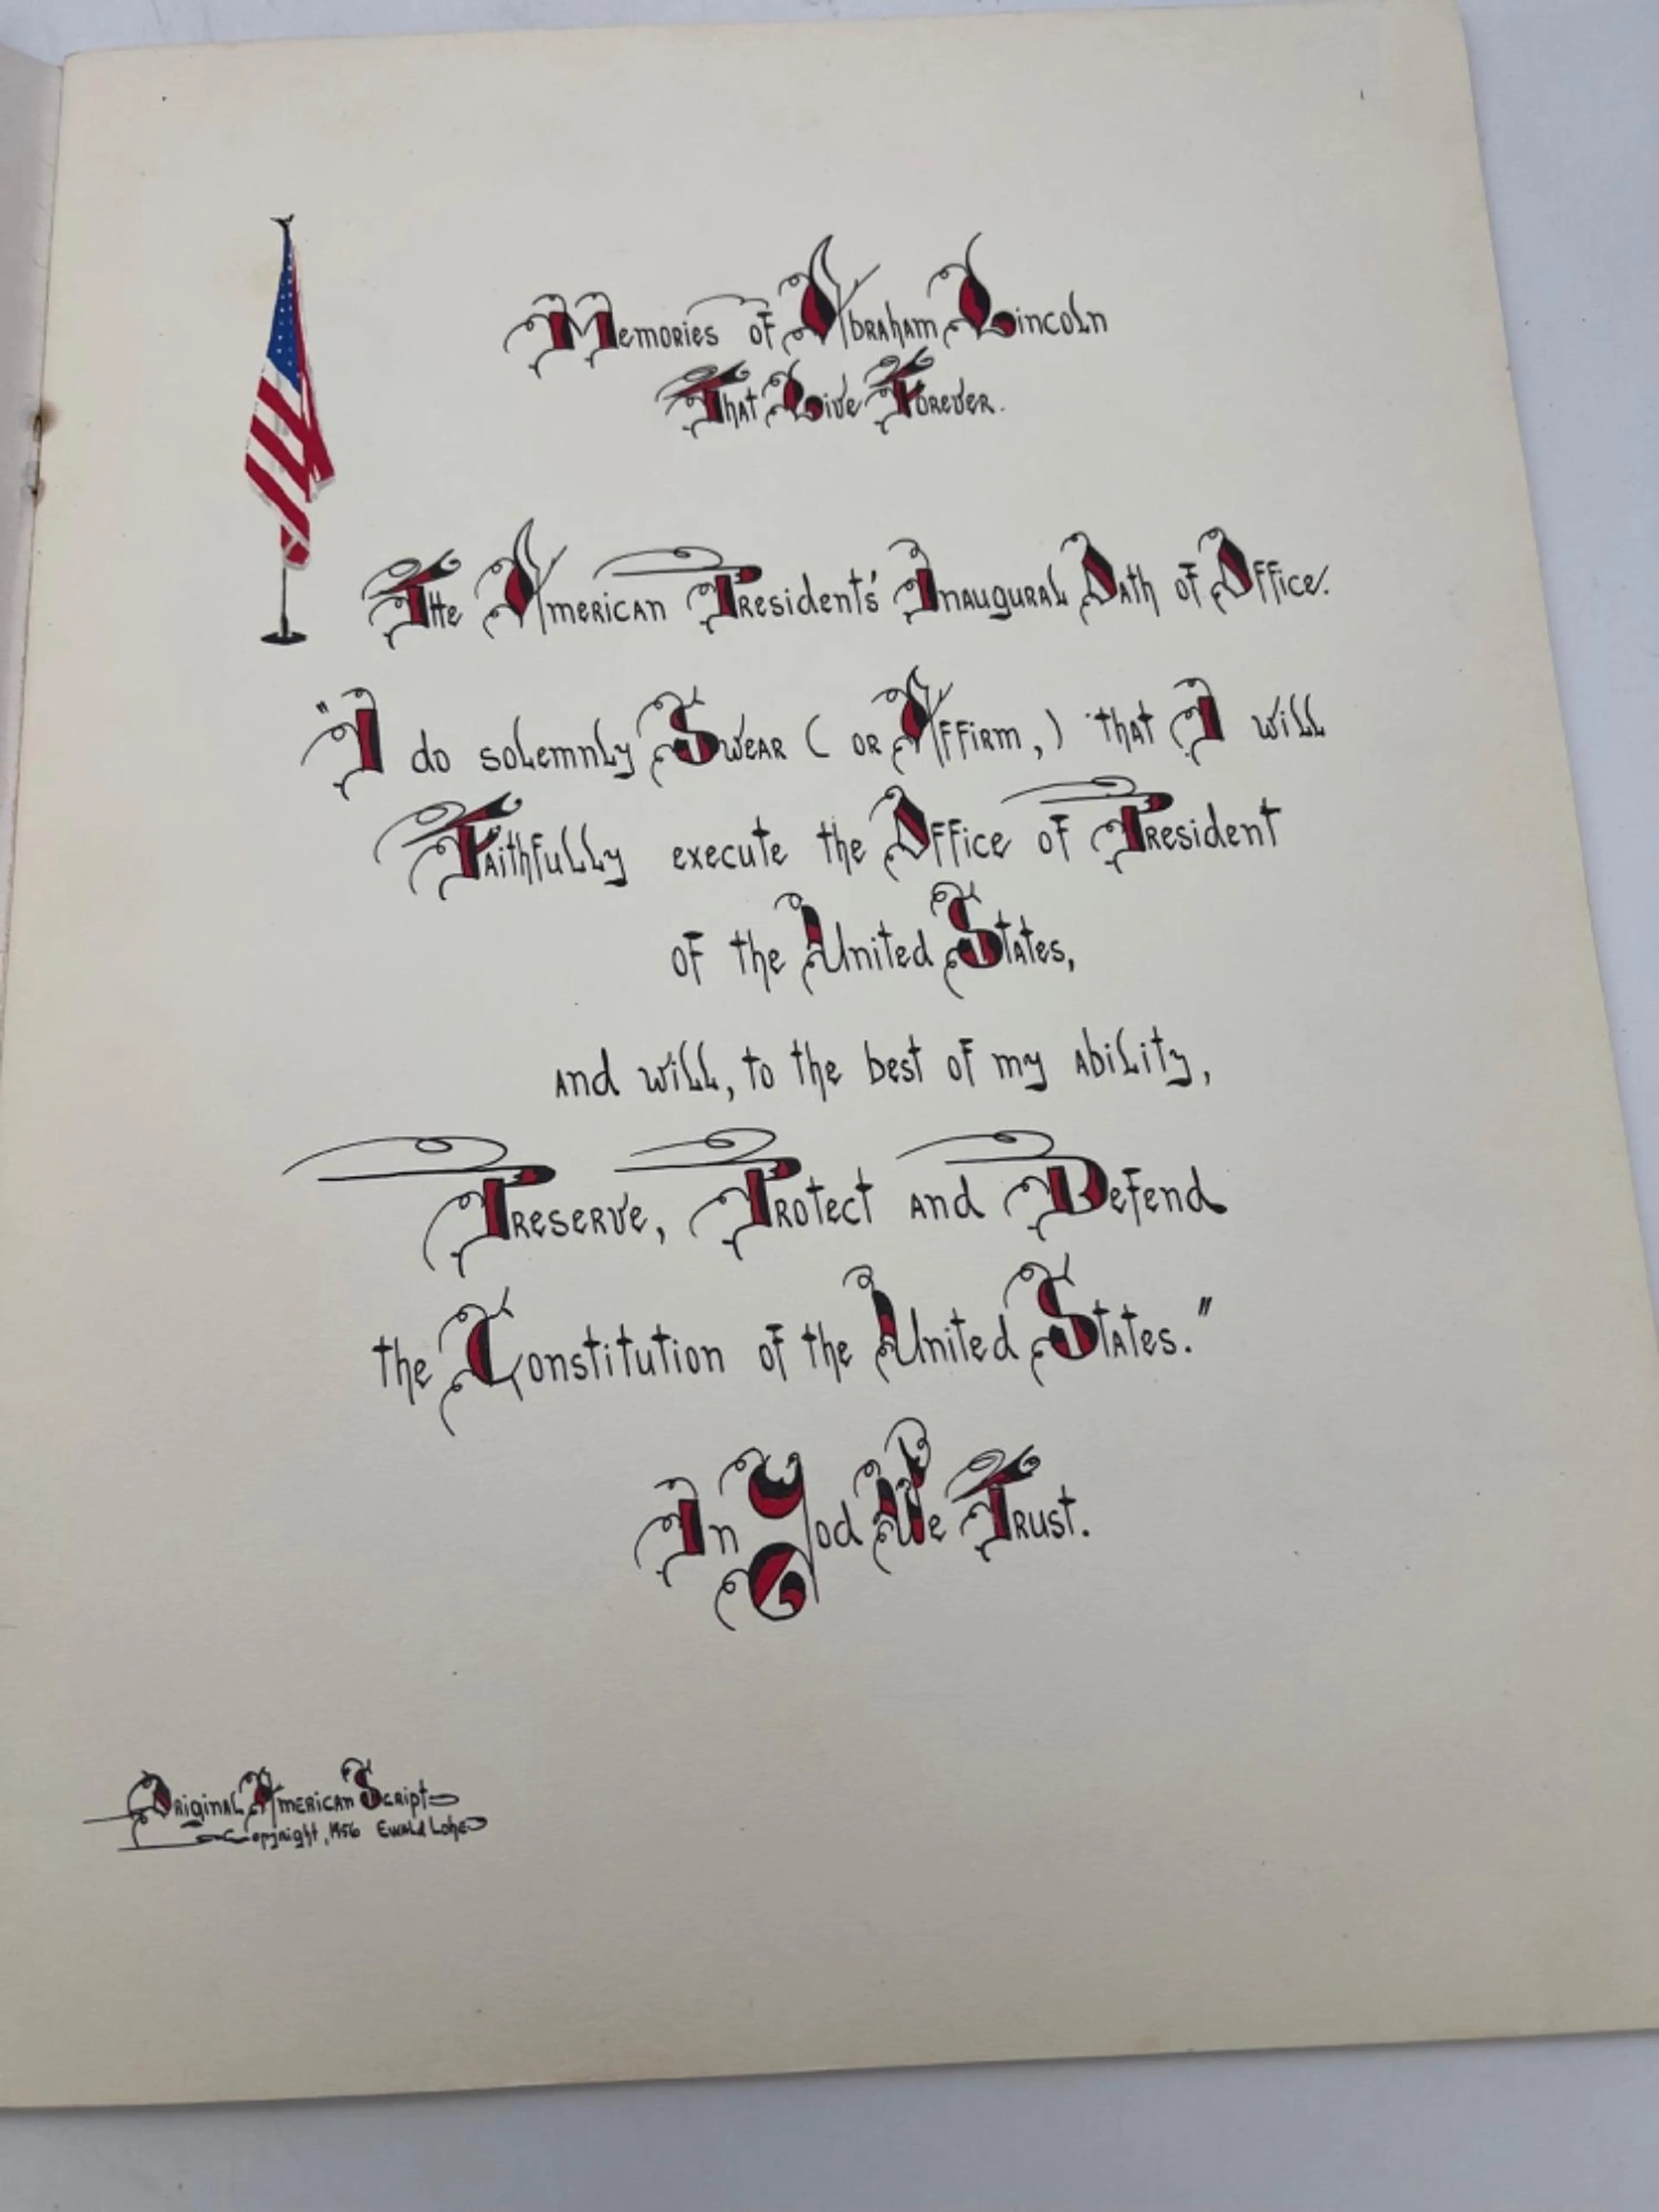 Memories of Abraham Lincoln
That Live Forever.
The American President's Inaugural Oath of Office.
"I do solemnly Swear ( or Affirm, ) that I will
Faithfully execute the Office of President
of the United States,
and will, to the best of my ability,
Preserve, Protect and Defend
the Constitution of the United States."
In God We Trust.
Original American Script
Copyright, 1956 Ewald Lohe